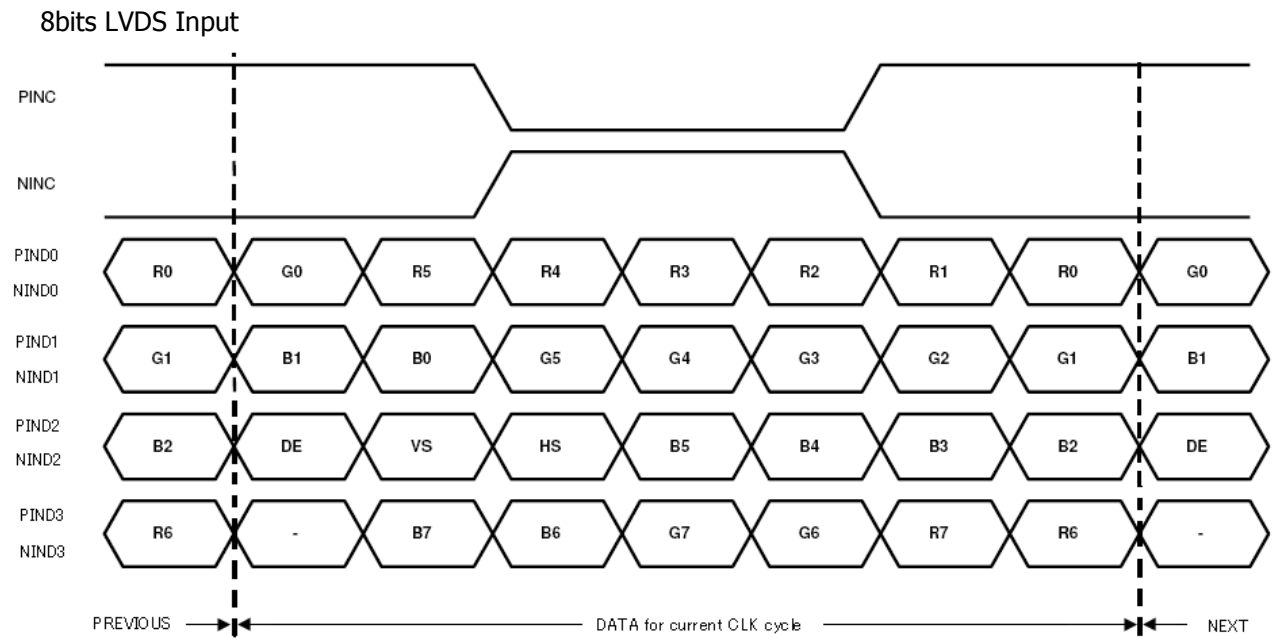 8bits LVDS Input
PINC
NINC
PIND0
R0 G0 R5 R4 R3 R2 R1 R0 G0
NIND0
PIND1
G1 B1 B0 G5 G4 G3 G2 G1 B1
NIND1
PIND2
B2 DE VS HS B5 B4 B3 B2 DE
NIND2
PIND3
R6 - B7 B6 G7 G6 R7 R6 -
NIND3
PREVIOUS DATA for current CLK cycle NEXT